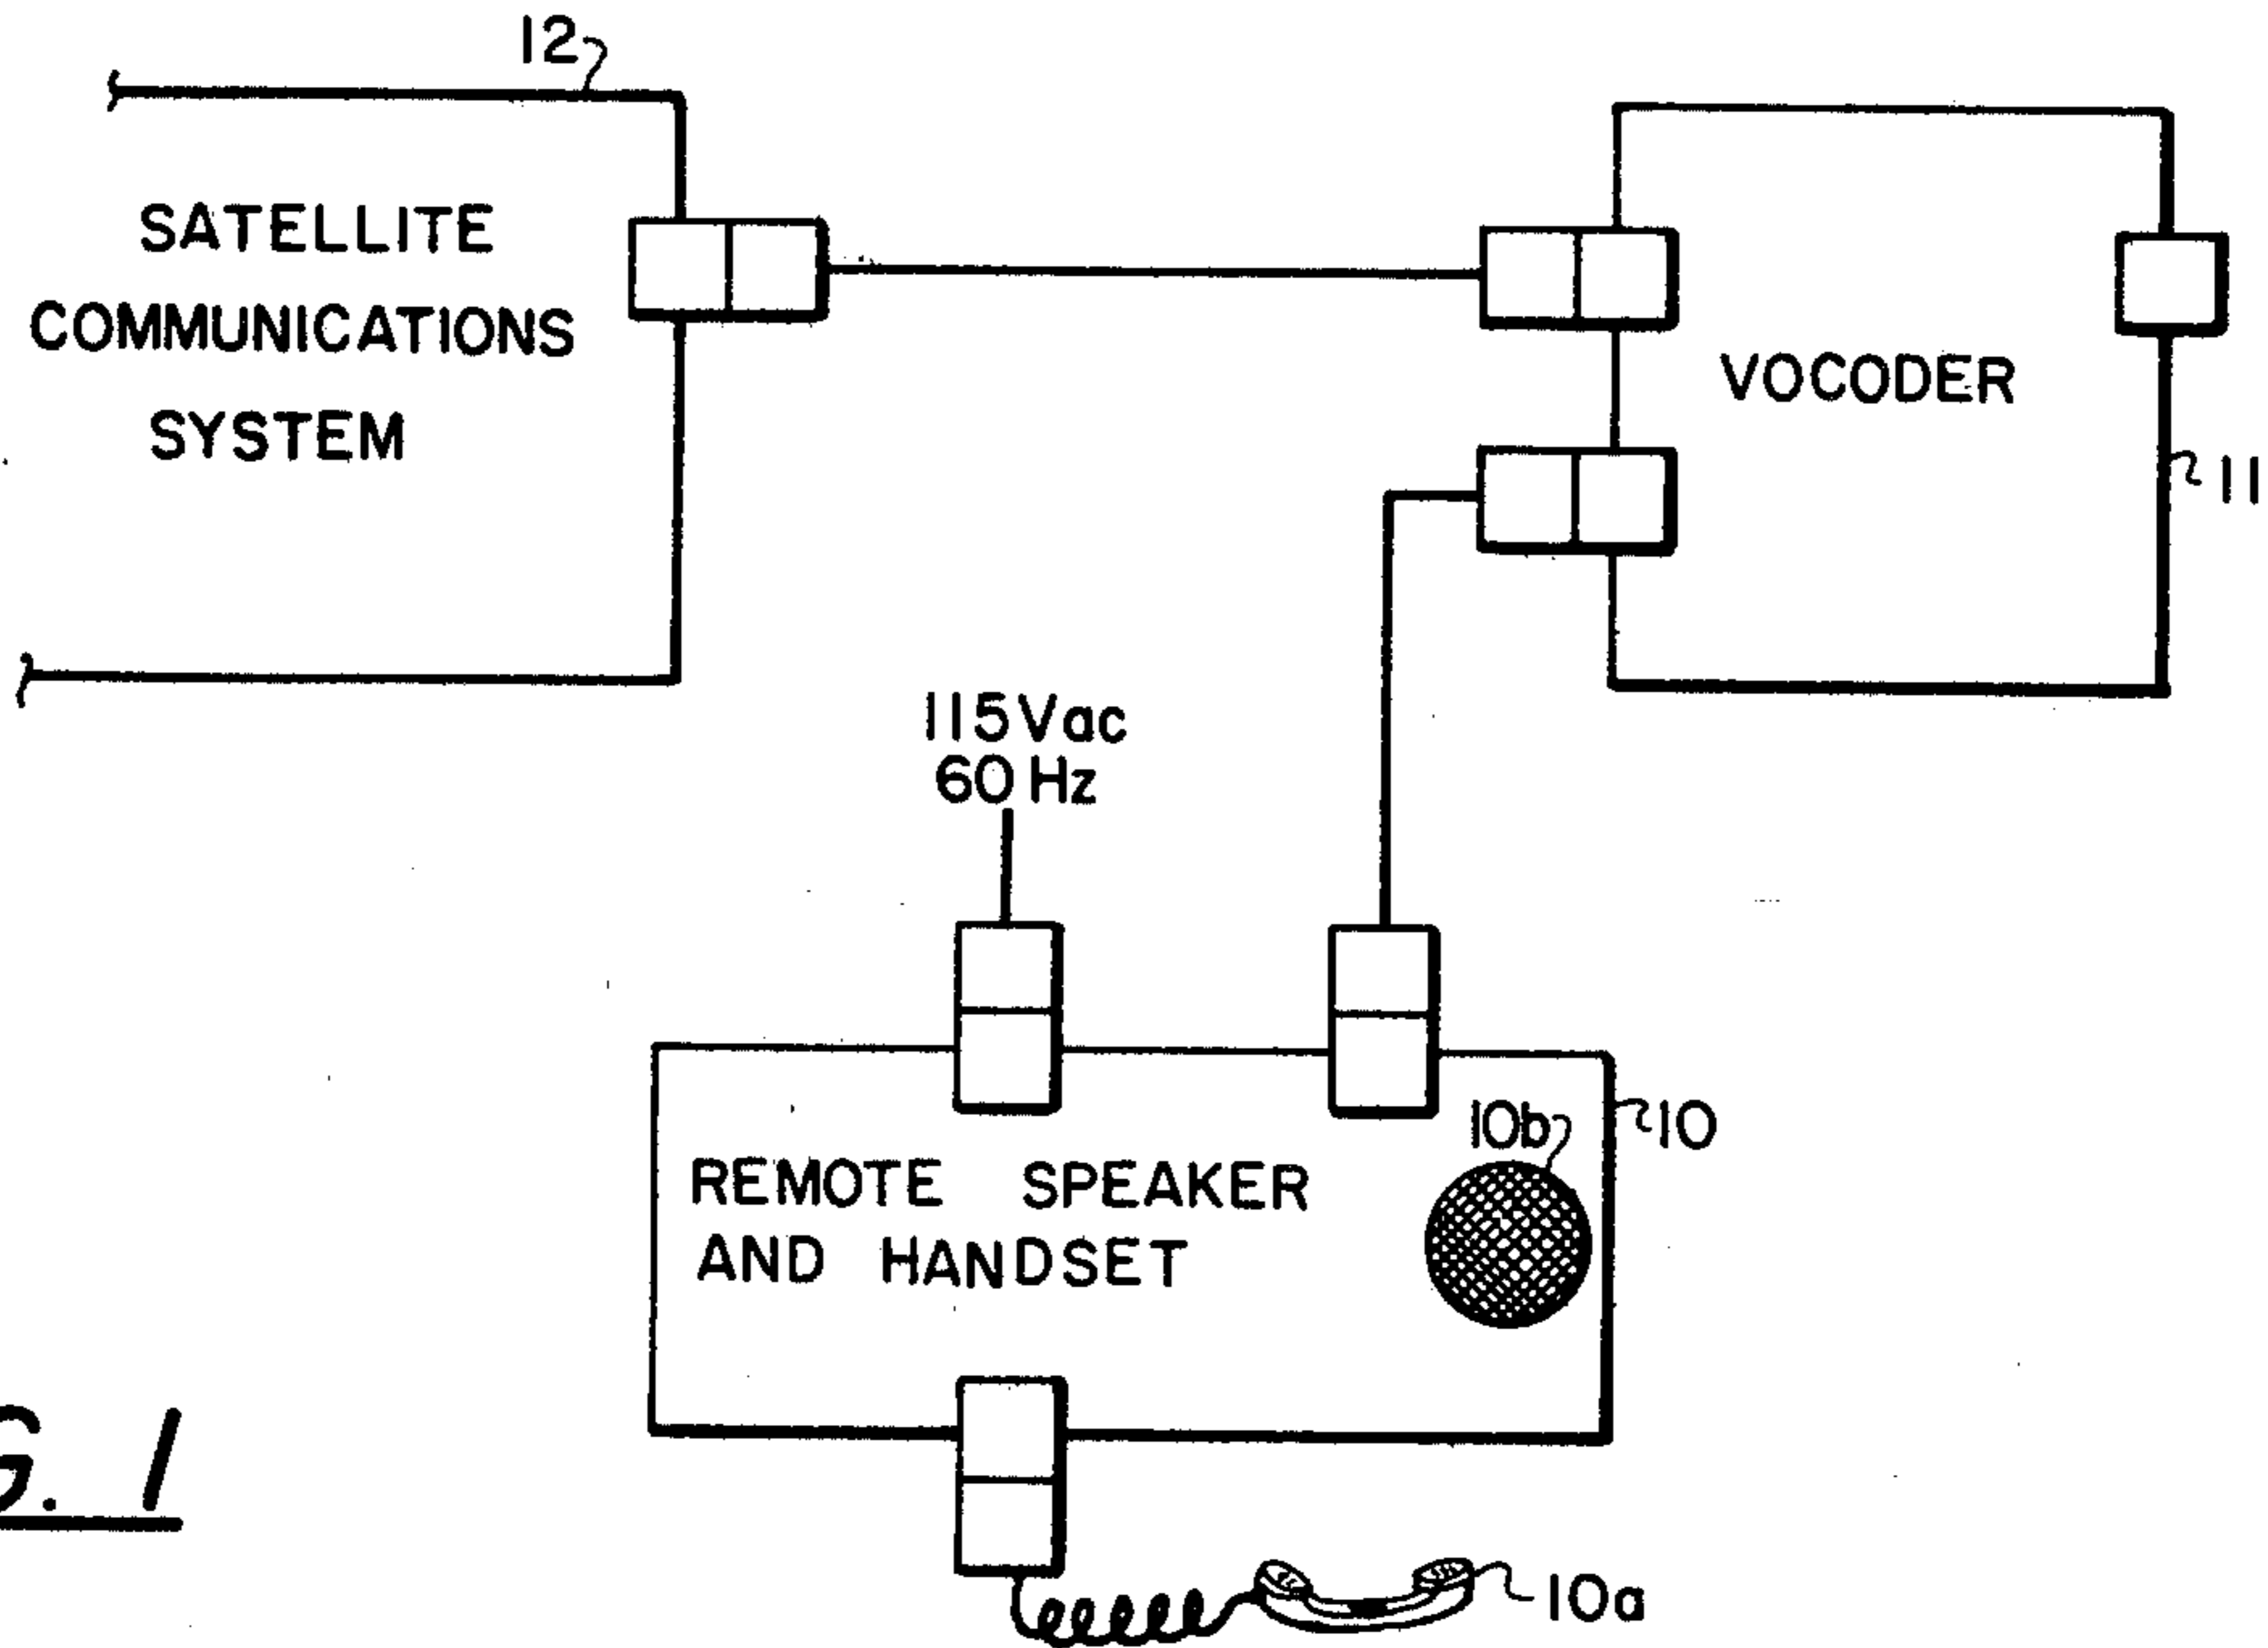 12
SATELLITE
COMMUNICATIONS
SYSTEM
VOCODER
11
115Vac
60 Hz
10b
10
REMOTE SPEAKER
AND HANDSET
G. 1
10a